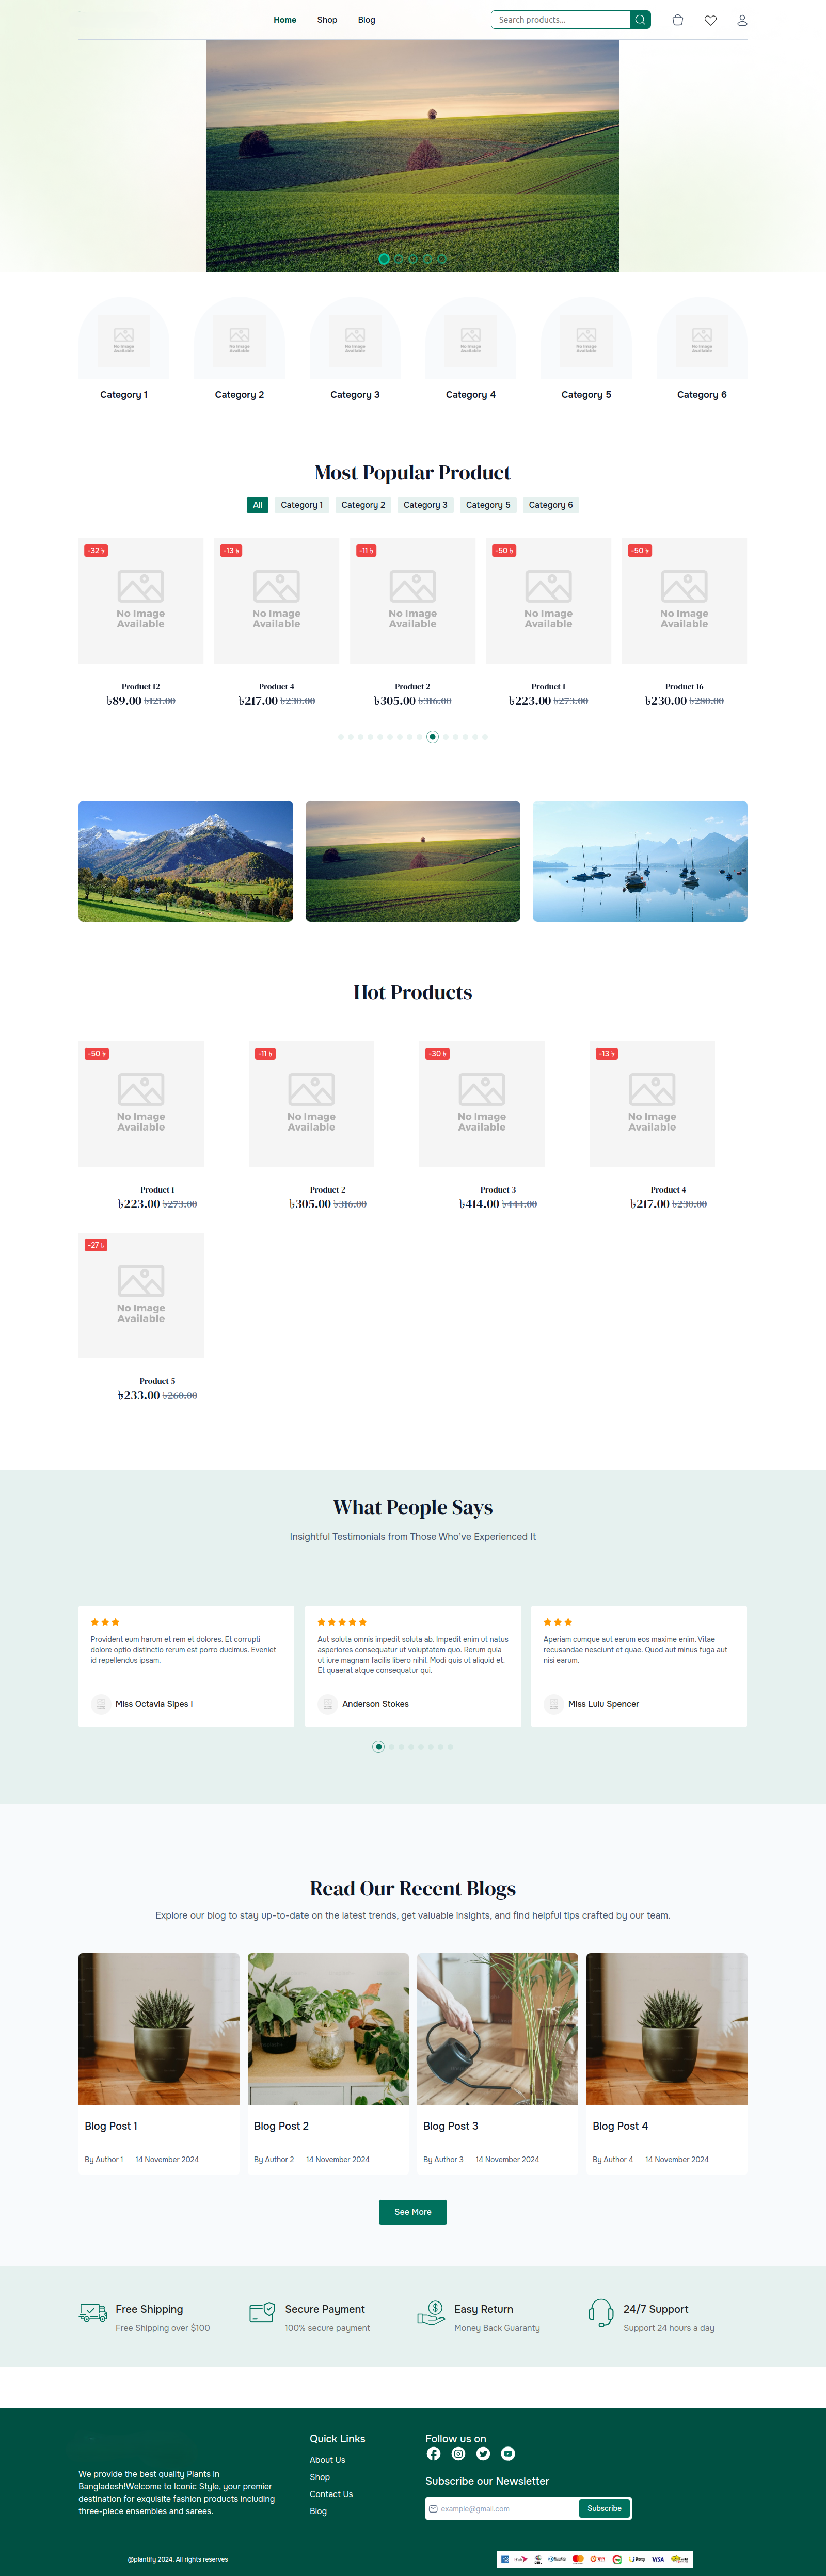 Home
Shop
Blog
Search products...
No Image
Available
No Image
Available
No Image
Available
No Image
Available
No Image
Available
No Image
Available
Category 1
Category 2
Category 3
Category 4
Category 5
Category 6
Most Popular Product
All
Category 1
Category 2
Category 3
Category 5
Category 6
-32 ৳
-13 ৳
-11 ৳
-50 ৳
-50 ৳
No Image
Available
No Image
Available
No Image
Available
No Image
Available
No Image
Available
Product 12
৳89.00 ৳121.00
Product 4
৳217.00 ৳230.00
Product 2
৳305.00 ৳316.00
Product 1
৳223.00 ৳273.00
Product 16
৳230.00 ৳280.00
Hot Products
-50 ৳
-11 ৳
-30 ৳
-13 ৳
No Image
Available
No Image
Available
No Image
Available
No Image
Available
Product 1
৳223.00 ৳273.00
Product 2
৳305.00 ৳316.00
Product 3
৳414.00 ৳444.00
Product 4
৳217.00 ৳230.00
-27 ৳
No Image
Available
Product 5
৳233.00 ৳260.00
What People Says
Insightful Testimonials from Those Who've Experienced It
Provident eum harum et rem et dolores. Et corrupti
dolore optio distinctio rerum est porro ducimus. Eveniet
id repellendus ipsam.
Miss Octavia Sipes I
Aut soluta omnis impedit soluta ab. Impedit enim ut natus
asperiores consequatur ut voluptatem quo. Rerum quia
ut iure magnam facilis libero nihil. Modi quis ut aliquid et.
Et quaerat atque consequatur qui.
Anderson Stokes
Aperiam cumque aut earum eos maxime enim. Vitae
recusandae nesciunt et quae. Quod aut minus fuga aut
nisi earum.
Miss Lulu Spencer
Read Our Recent Blogs
Explore our blog to stay up-to-date on the latest trends, get valuable insights, and find helpful tips crafted by our team.
Blog Post 1
By Author 1
14 November 2024
Blog Post 2
By Author 2
14 November 2024
Blog Post 3
By Author 3
14 November 2024
Blog Post 4
By Author 4
14 November 2024
See More
Free Shipping
Free Shipping over $100
Secure Payment
100% secure payment
Easy Return
Money Back Guaranty
24/7 Support
Support 24 hours a day
We provide the best quality Plants in
Bangladesh!Welcome to Iconic Style, your premier
destination for exquisite fashion products including
three-piece ensembles and sarees.
Quick Links
About Us
Shop
Contact Us
Blog
Follow us on
Subscribe our Newsletter
example@gmail.com
Subscribe
@plantify 2024. All rights reserves
VISA